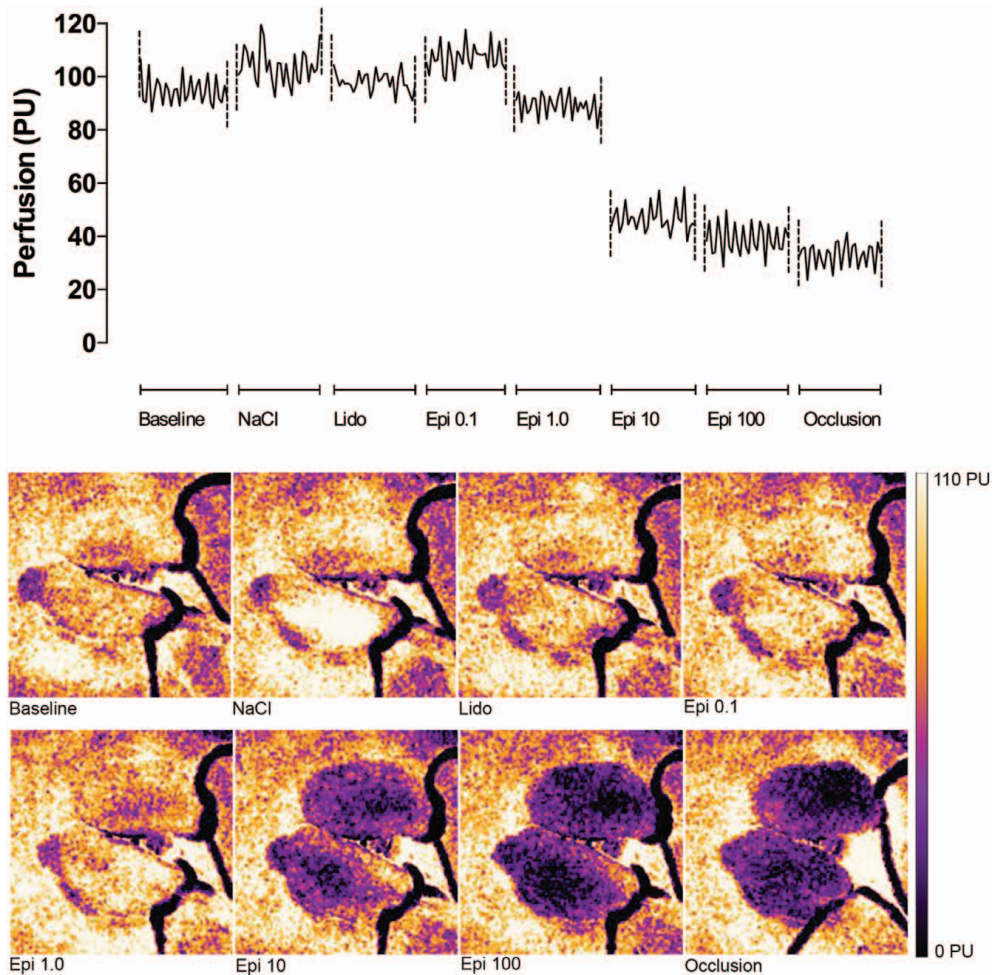 120
100
80
60
40
20
0
Perfusion (PU)
Baseline NaCl Lido Epi 0.1 Epi 1.0 Epi 10 Epi 100 Occlusion
110 PU
Baseline NaCl Lido Epi 0.1
Epi 1.0 Epi 10 Epi 100 Occlusion
0 PU